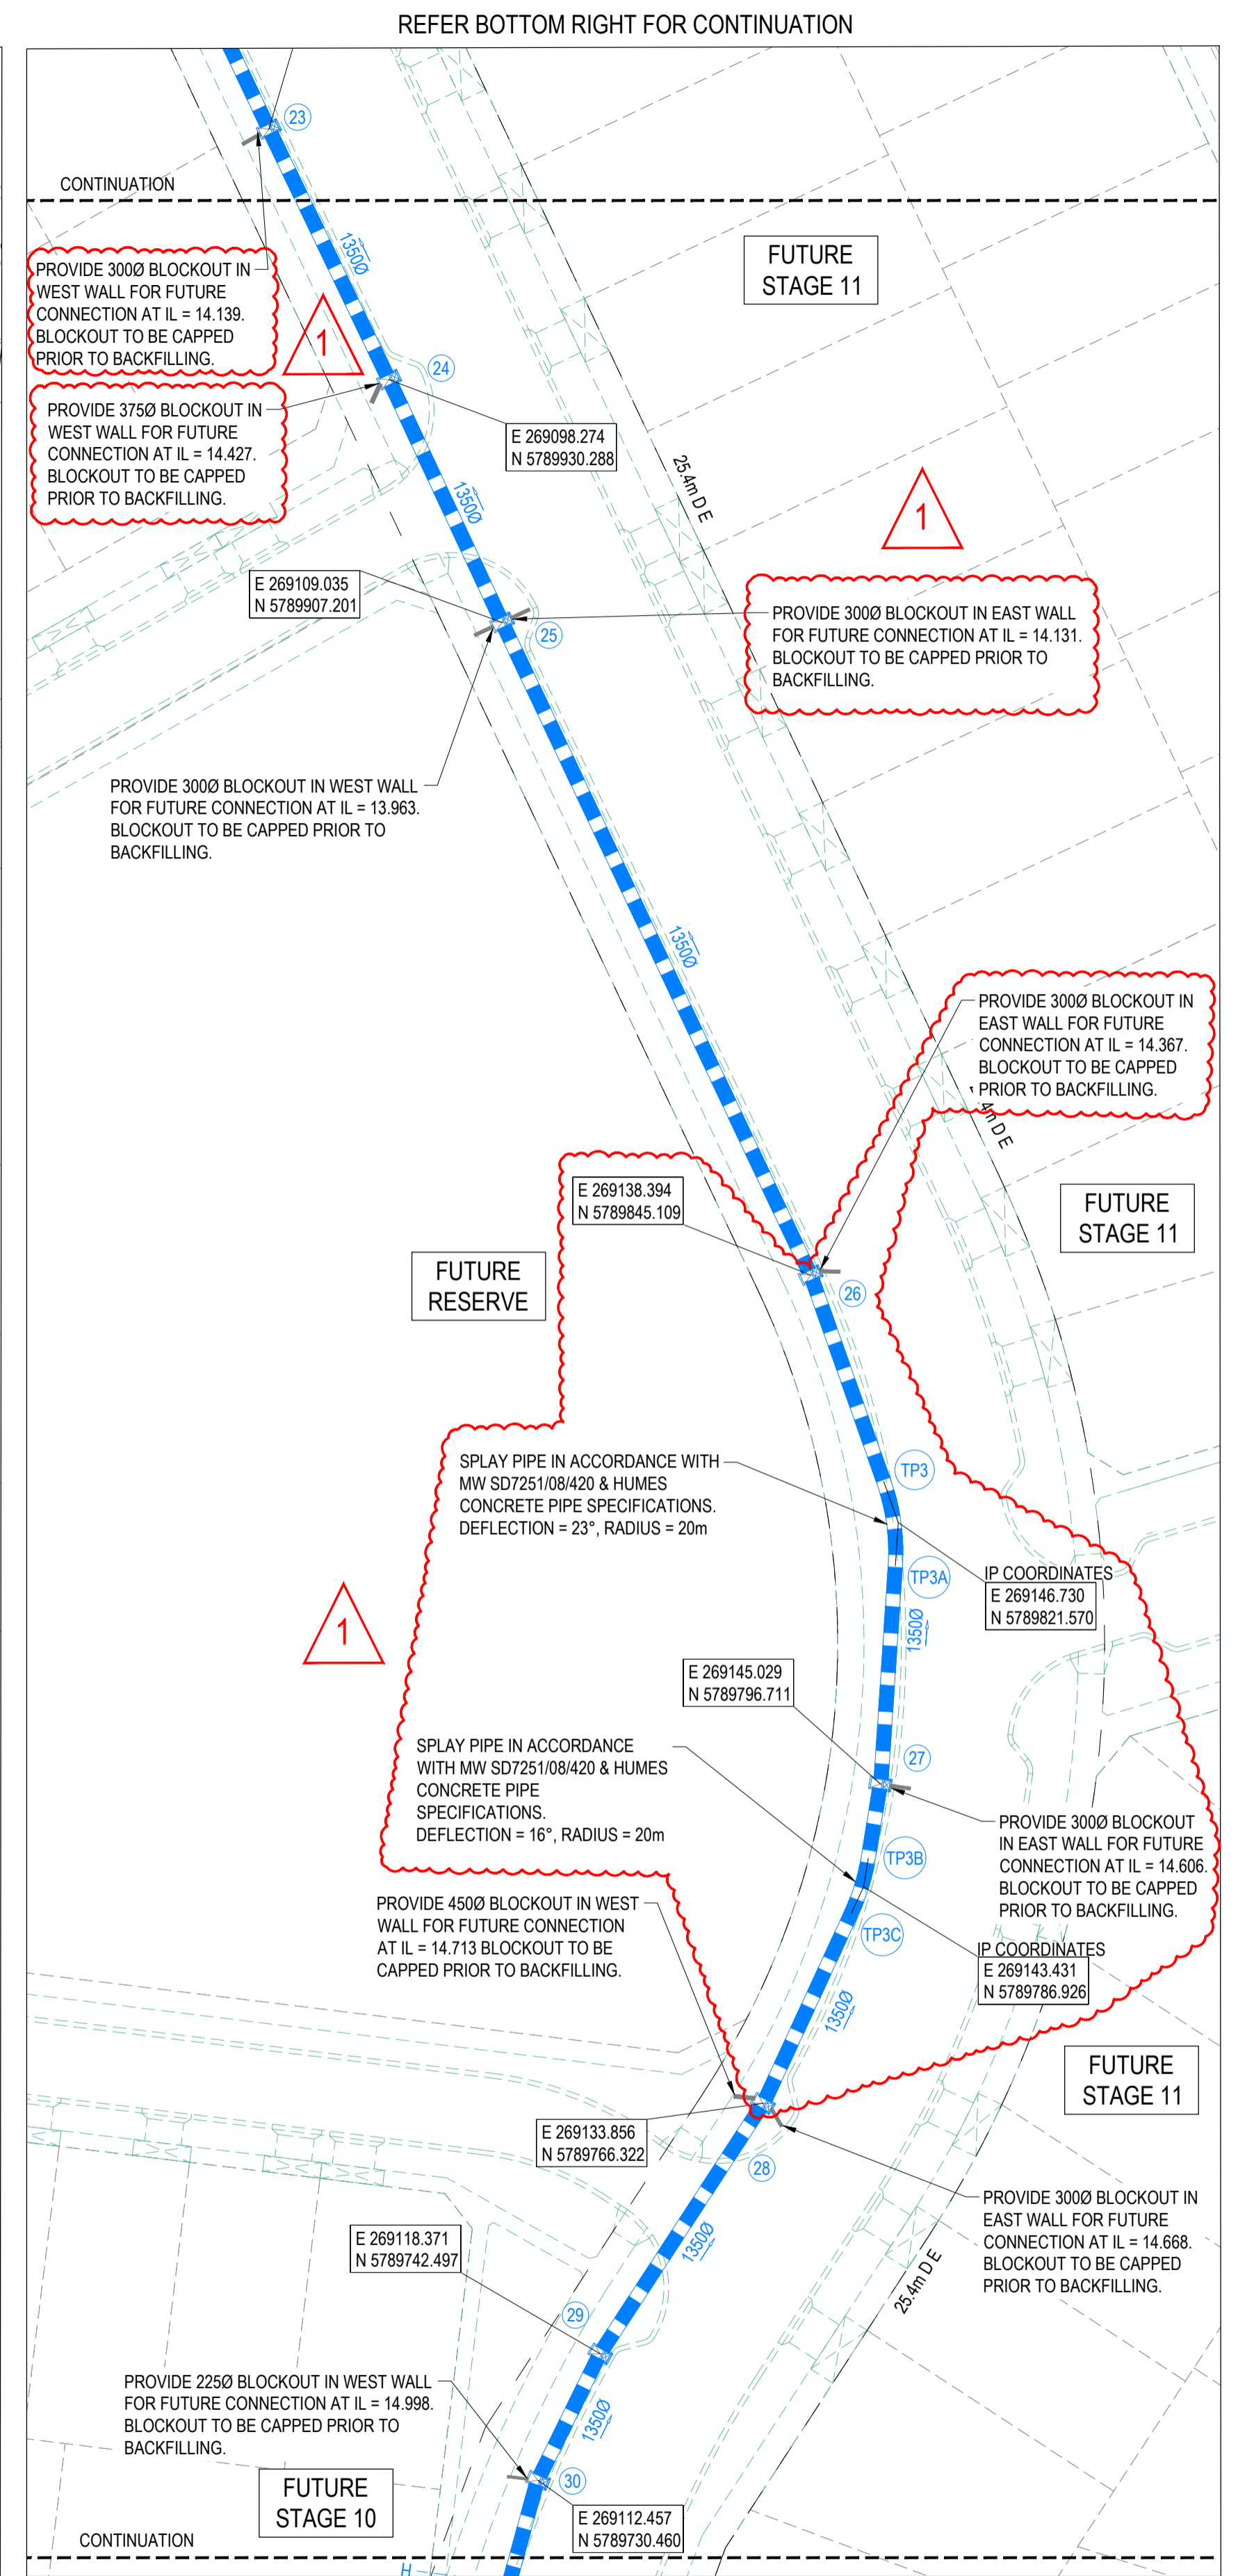 REFER BOTTOM RIGHT FOR CONTINUATION
23
CONTINUATION
1350Ø
FUTURE
STAGE 11
PROVIDE 300Ø BLOCKOUT IN
WEST WALL FOR FUTURE
CONNECTION AT IL = 14.139.
BLOCKOUT TO BE CAPPED
PRIOR TO BACKFILLING.
1
24
PROVIDE 375Ø BLOCKOUT IN
WEST WALL FOR FUTURE
CONNECTION AT IL = 14.427.
BLOCKOUT TO BE CAPPED
PRIOR TO BACKFILLING.
E 269098.274
N 5789930.288
25.4m D E
1350Ø
1
E 269109.035
N 5789907.201
25
PROVIDE 300Ø BLOCKOUT IN EAST WALL
FOR FUTURE CONNECTION AT IL = 14.131.
BLOCKOUT TO BE CAPPED PRIOR TO
BACKFILLING.
PROVIDE 300Ø BLOCKOUT IN WEST WALL
FOR FUTURE CONNECTION AT IL = 13.963.
BLOCKOUT TO BE CAPPED PRIOR TO
BACKFILLING.
1350Ø
PROVIDE 300Ø BLOCKOUT IN
EAST WALL FOR FUTURE
CONNECTION AT IL = 14.367.
BLOCKOUT TO BE CAPPED
PRIOR TO BACKFILLING.
4m D E
E 269138.394
N 5789845.109
FUTURE
STAGE 11
FUTURE
RESERVE
26
SPLAY PIPE IN ACCORDANCE WITH
MW SD7251/08/420 & HUMES
CONCRETE PIPE SPECIFICATIONS.
DEFLECTION = 23°, RADIUS = 20m
TP3
TP3A
IP COORDINATES
E 269146.730
N 5789821.570
1350Ø
1
E 269145.029
N 5789796.711
SPLAY PIPE IN ACCORDANCE
WITH MW SD7251/08/420 & HUMES
CONCRETE PIPE
SPECIFICATIONS.
DEFLECTION = 16°, RADIUS = 20m
27
PROVIDE 300Ø BLOCKOUT
IN EAST WALL FOR FUTURE
CONNECTION AT IL = 14.606.
BLOCKOUT TO BE CAPPED
PRIOR TO BACKFILLING.
TP3B
TP3C
PROVIDE 450Ø BLOCKOUT IN WEST
WALL FOR FUTURE CONNECTION
AT IL = 14.713 BLOCKOUT TO BE
CAPPED PRIOR TO BACKFILLING.
IP COORDINATES
E 269143.431
N 5789786.926
1350Ø
FUTURE
STAGE 11
E 269133.856
N 5789766.322
28
PROVIDE 300Ø BLOCKOUT IN
EAST WALL FOR FUTURE
CONNECTION AT IL = 14.668.
BLOCKOUT TO BE CAPPED
PRIOR TO BACKFILLING.
E 269118.371
N 5789742.497
1350Ø
25.4m D E
29
PROVIDE 225Ø BLOCKOUT IN WEST WALL
FOR FUTURE CONNECTION AT IL = 14.998.
BLOCKOUT TO BE CAPPED PRIOR TO
BACKFILLING.
1350Ø
30
FUTURE
STAGE 10
E 269112.457
N 5789730.460
CONTINUATION
H